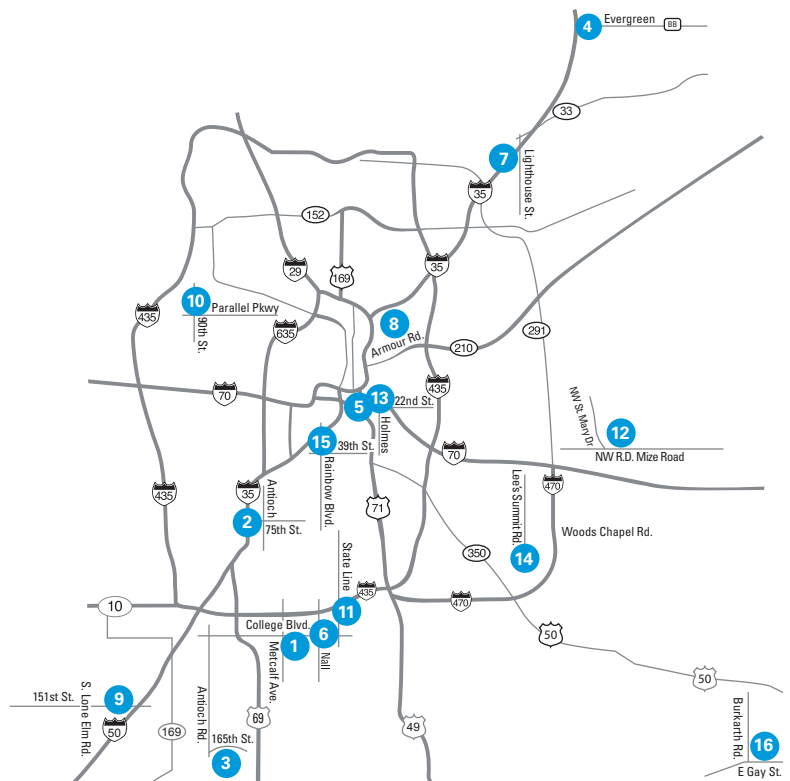 4
Evergreen
BB
33
7
Lighthouse St.
35
152
29
169
35
10
Parallel Pkwy
90th St.
435
635
8
Armour Rd.
210
291
70
435
5
13
22nd St.
Holmes
NW St. Mary Dr
12
NW R.D. Mize Road
15
39th St.
Rainbow Blvd.
70
435
35
Antioch
71
Lee's Summit Rd.
470
2
75th St.
Woods Chapel Rd.
State Line
350
14
10
435
470
11
College Blvd.
6
1
Metcalf Ave.
Nall
50
50
151st St.
S. Lone Elm Rd.
9
50
169
Antioch Rd.
165th St.
3
69
49
Burkarth Rd.
16
E Gay St.